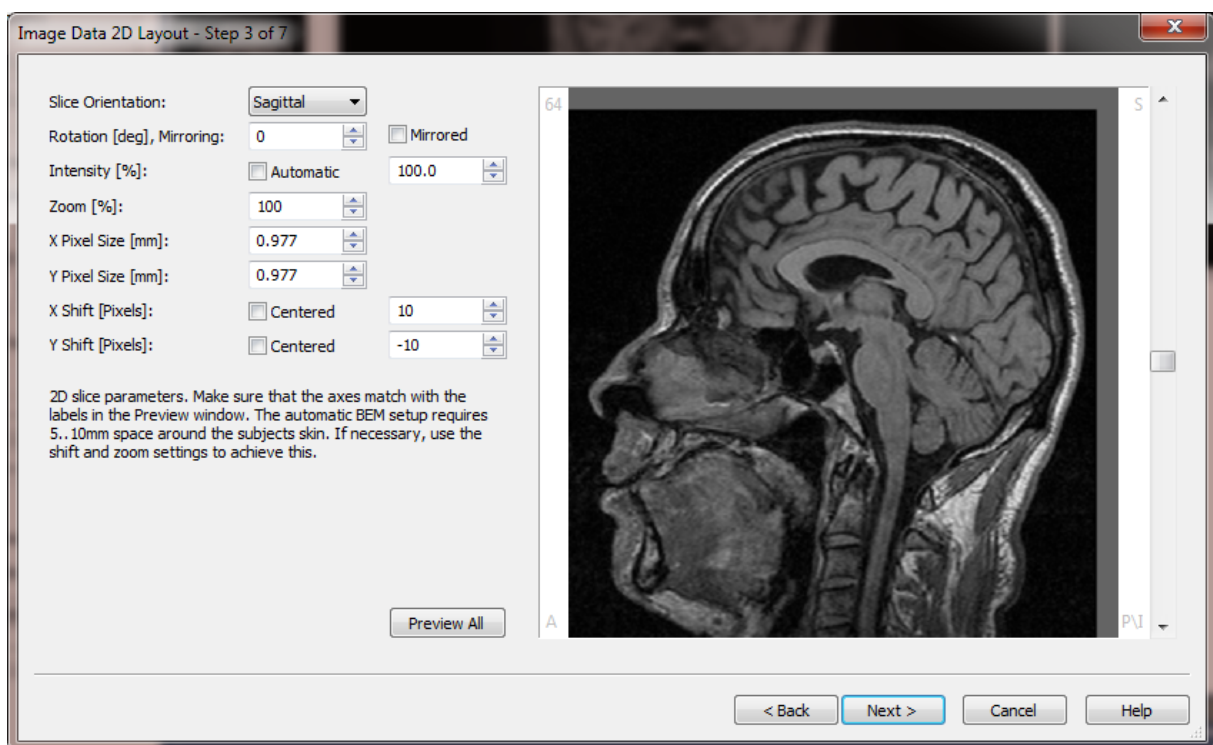 Image Data 2D Layout - Step 3 of 7
Slice Orientation: Sagittal
Rotation [deg], Mirroring: 0 Mirrored
Intensity [%]: Automatic 100.0
Zoom [%]: 100
X Pixel Size [mm]: 0.977
Y Pixel Size [mm]: 0.977
X Shift [Pixels]: Centered 10
Y Shift [Pixels]: Centered -10
2D slice parameters. Make sure that the axes match with the
labels in the Preview window. The automatic BEM setup requires
5..10mm space around the subjects skin. If necessary, use the
shift and zoom settings to achieve this.
Preview All
64 S
A P\I
< Back Next > Cancel Help